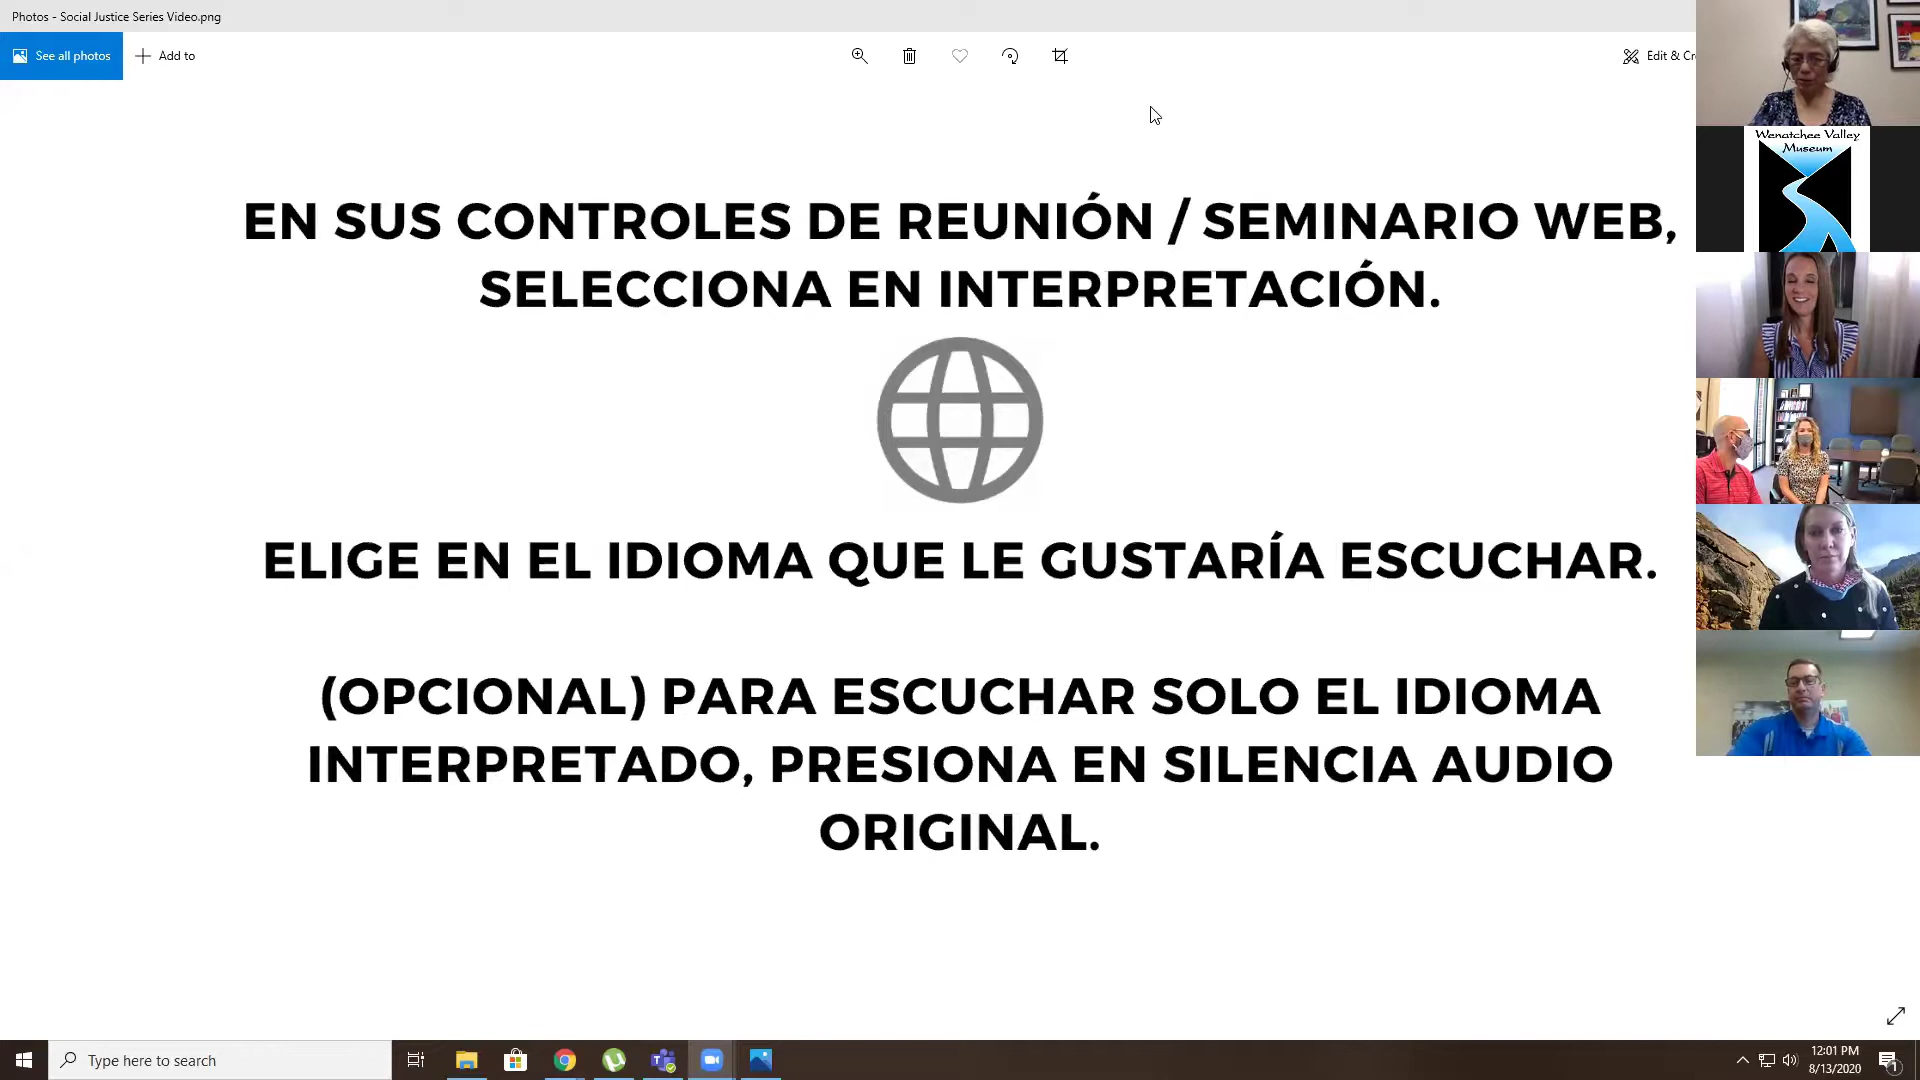 Photos - Social Justice Series Video.png
See all photos
Add to
Edit & Cr
Wenatchee Valley
Museum
EN SUS CONTROLES DE REUNIÓN / SEMINARIO WEB,
SELECCIONA EN INTERPRETACIÓN.
ELIGE EN EL IDIOMA QUE LE GUSTARÍA ESCUCHAR.
(OPCIONAL) PARA ESCUCHAR SOLO EL IDIOMA
INTERPRETADO, PRESIONA EN SILENCIA AUDIO
ORIGINAL.
Type here to search
12:01 PM
8/13/2020
1